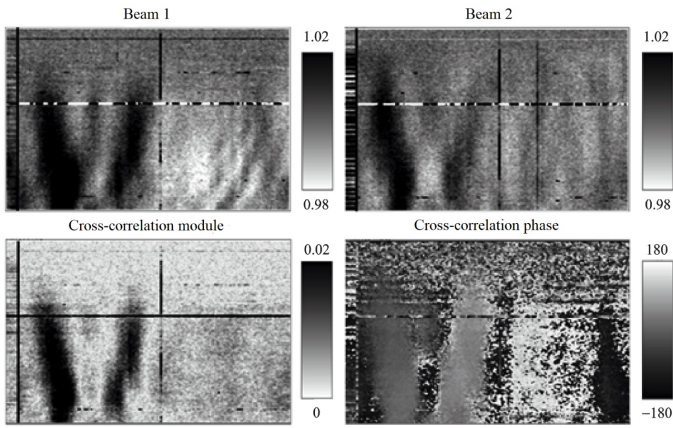 Beam 1
Beam 2
1.02
0.98
1.02
0.98
Cross-correlation module
Cross-correlation phase
0.02
0
180
−180